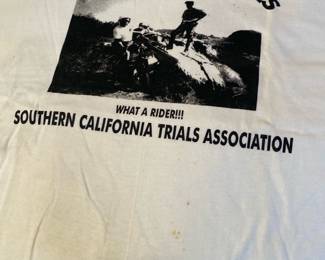 WHAT A RIDER!!!
SOUTHERN CALIFORNIA TRIALS ASSOCIATION